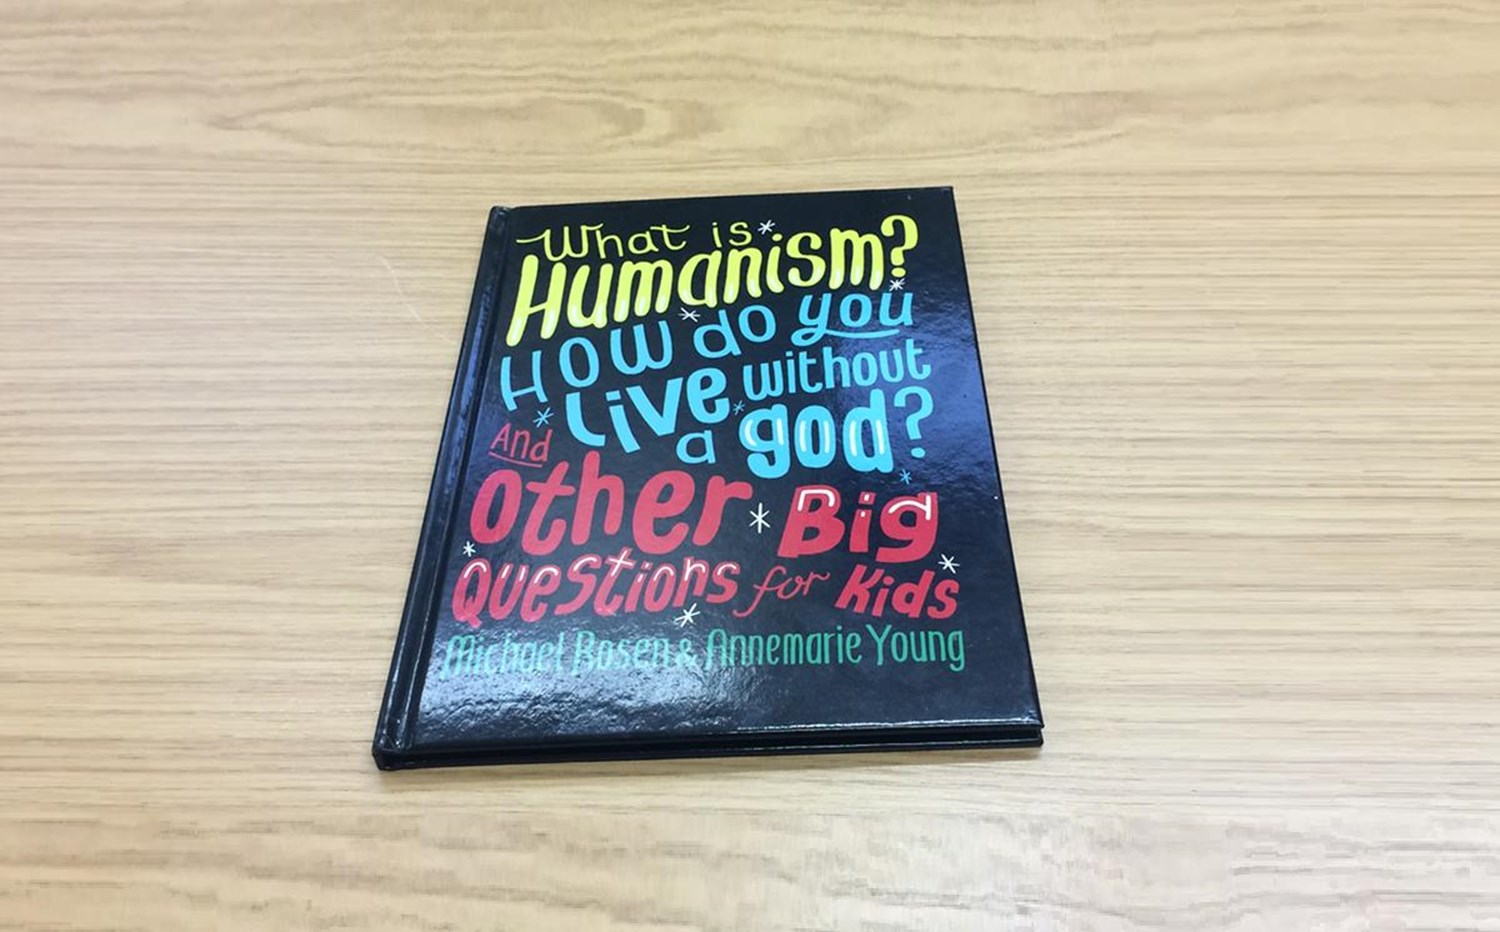 What is
Humanism?
How do you
live without
a god?
And
other Big
Questions for Kids
Michael Rosen & Annemarie Young